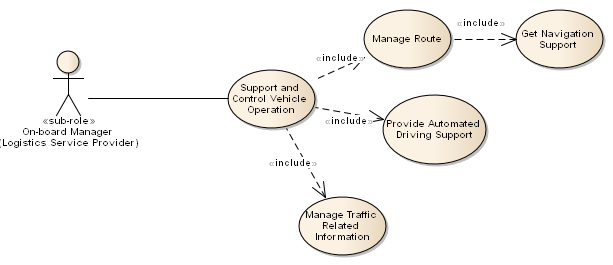 «include»
Manage Route
Get Navigation
Support
«include»
Support and
Control Vehicle
Operation
«sub-role»
On-board Manager
(Logistics Service Provider)
«include»
Provide Automated
Driving Support
«include»
Manage Traffic
Related
Information